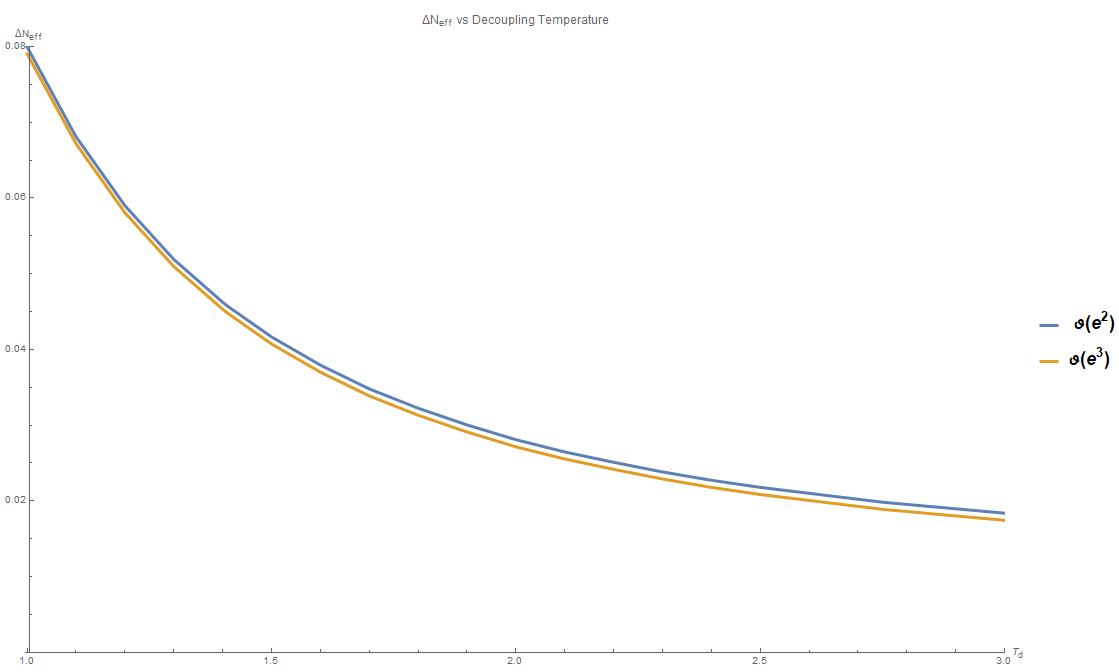 ΔNeff vs Decoupling Temperature
ΔNeff
0.08
0.06
0.04
0.02
1.0 1.5 2.0 2.5 3.0
Td
ϑ(e²)
ϑ(e³)